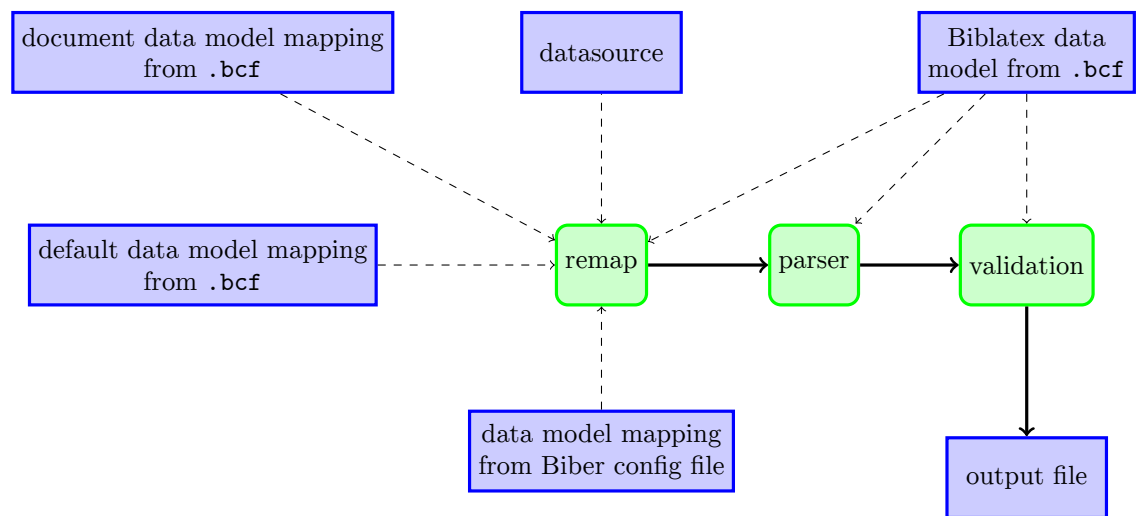 document data model mapping
from .bcf
datasource
Biblatex data
model from .bcf
default data model mapping
from .bcf
remap
parser
validation
data model mapping
from Biber config file
output file